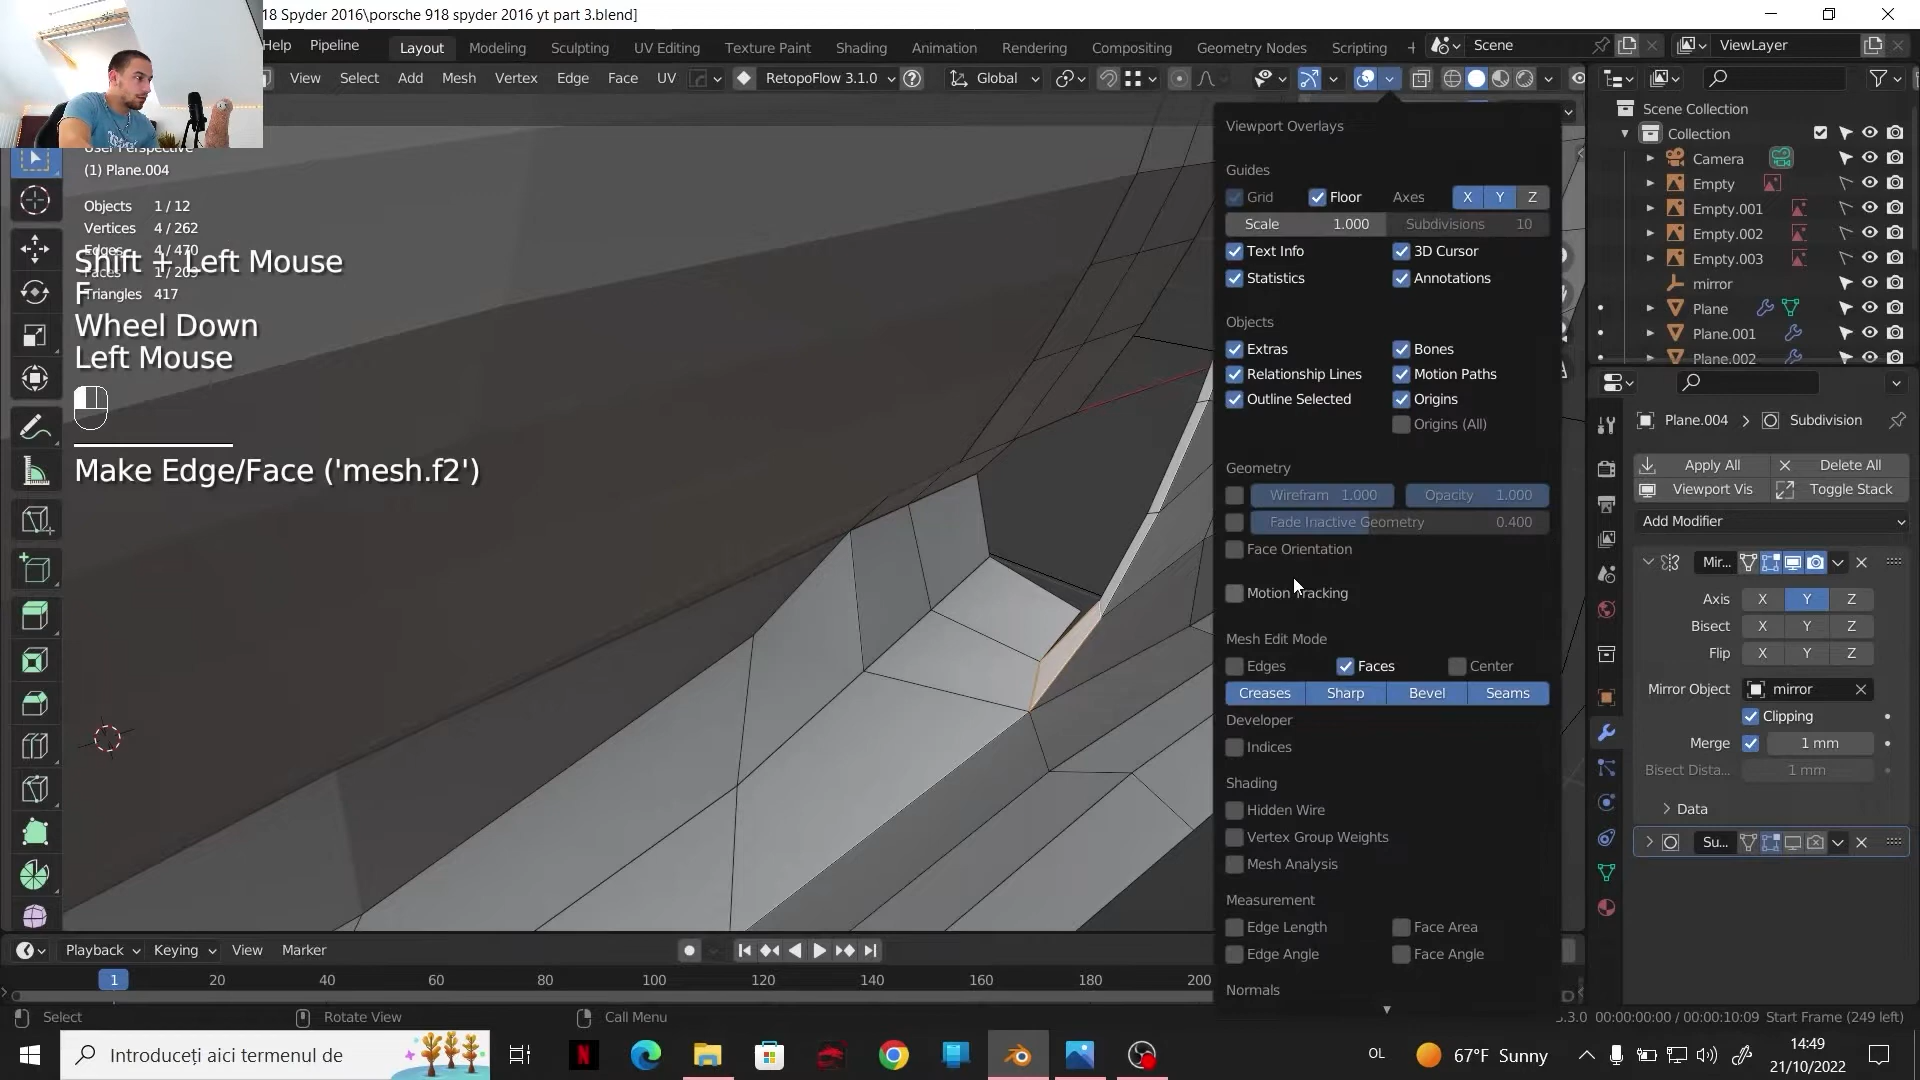 18 Spyder 2016\porsche 918 spyder 2016 yt part 3.blend]
Help Pipeline Layout Modeling Sculpting UV Editing Texture Paint Shading Animation Rendering Compositing Geometry Nodes Scripting + Scene ViewLayer
View Select Add Mesh Vertex Edge Face UV RetopoFlow 3.1.0 Global
User Perspective
(1) Plane.004
Objects 1 / 12
Vertices 4 / 262
Edges 4 / 470
Faces 1 / 203
Triangles 417
Shift + Left Mouse
F
Wheel Down
Left Mouse
Make Edge/Face ('mesh.f2')
Viewport Overlays
Guides
Grid Floor Axes X Y Z
Scale 1.000 Subdivisions 10
Text Info 3D Cursor
Statistics Annotations
Objects
Extras Bones
Relationship Lines Motion Paths
Outline Selected Origins
Origins (All)
Geometry
Wirefram 1.000 Opacity 1.000
Fade Inactive Geometry 0.400
Face Orientation
Motion Tracking
Mesh Edit Mode
Edges Faces Center
Creases Sharp Bevel Seams
Developer
Indices
Shading
Hidden Wire
Vertex Group Weights
Mesh Analysis
Measurement
Edge Length Face Area
Edge Angle Face Angle
Normals
Scene Collection
Collection
Camera
Empty
Empty.001
Empty.002
Empty.003
mirror
Plane
Plane.001
Plane.002
Plane.004 > Subdivision
Apply All Delete All
Viewport Vis Toggle Stack
Add Modifier
Mir...
Axis X Y Z
Bisect X Y Z
Flip X Y Z
Mirror Object mirror
Clipping
Merge 1 mm
Bisect Dista... 1 mm
Data
Su...
Playback Keying View Marker
1 20 40 60 80 100 120 140 160 180 200
Select Rotate View Call Menu
3.3.0 00:00:00:00 / 00:00:10:09 Start Frame (249 left)
Introduceți aici termenul de
OL 67°F Sunny
14:49
21/10/2022